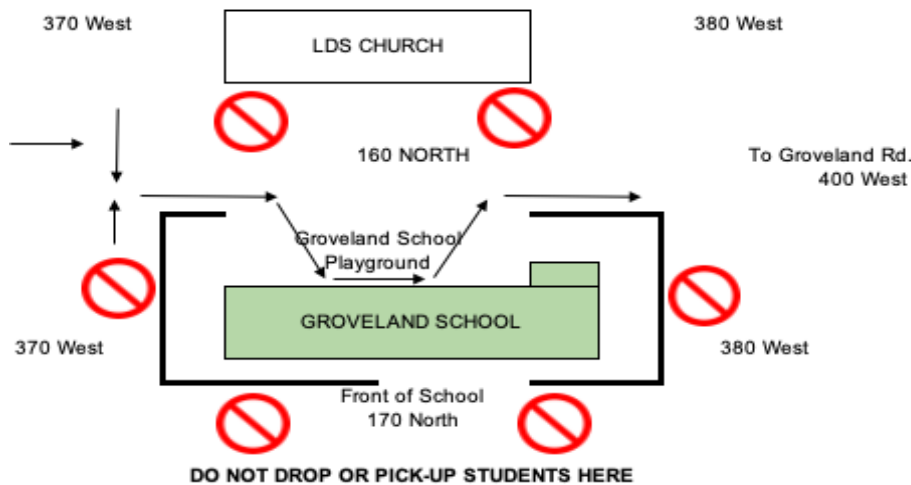 370 West
LDS CHURCH
380 West
160 NORTH
To Groveland Rd.
400 West
Groveland School
Playground
GROVELAND SCHOOL
370 West
380 West
Front of School
170 North
DO NOT DROP OR PICK-UP STUDENTS HERE